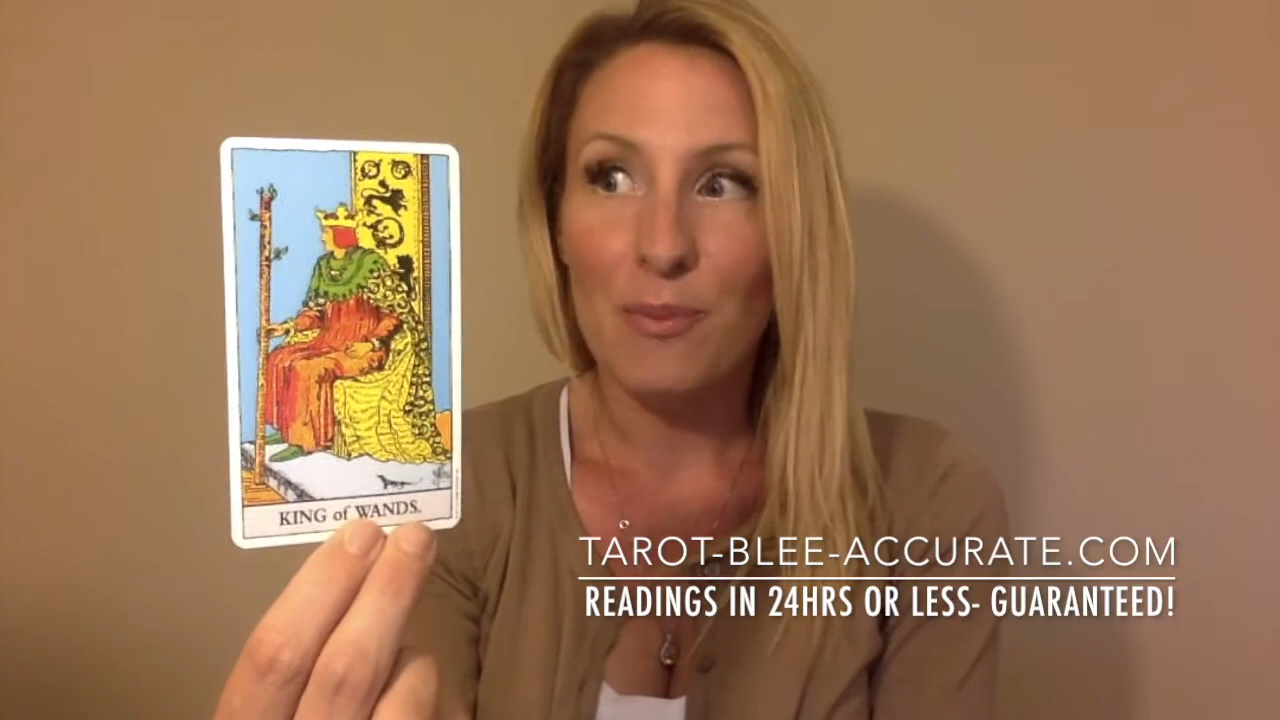 KING of WANDS.
TAROT-BLEE-ACCURATE.COM
READINGS IN 24HRS OR LESS- GUARANTEED!